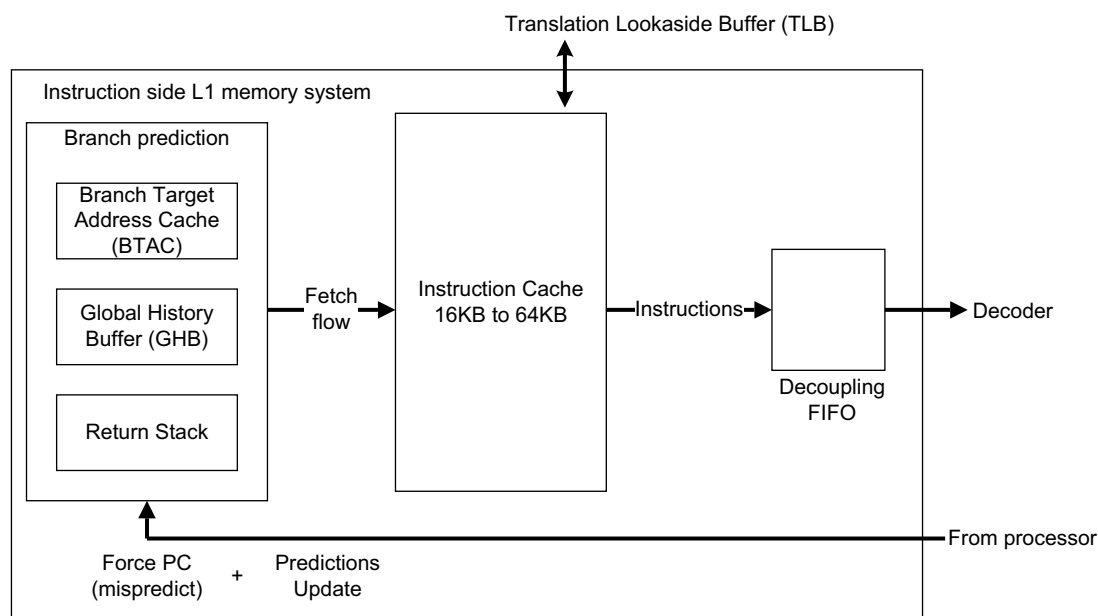 Translation Lookaside Buffer (TLB)
Instruction side L1 memory system
Branch prediction
Branch Target
Address Cache
(BTAC)
Global History
Buffer (GHB)
Return Stack
Fetch
flow
Instruction Cache
16KB to 64KB
Instructions
Decoupling
FIFO
Decoder
From processor
Force PC
(mispredict)
+
Predictions
Update